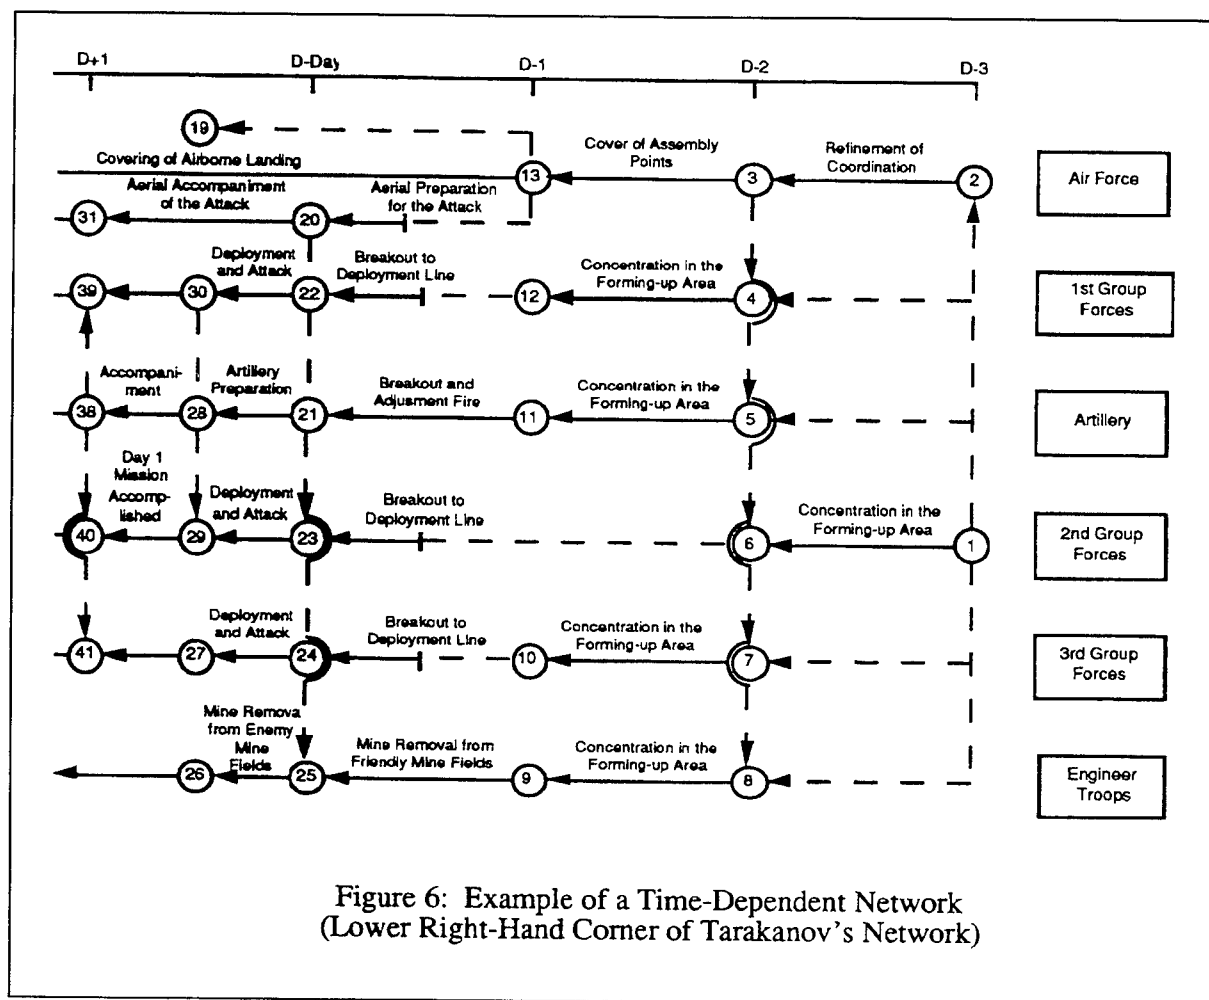 D+1
D-Day
D-1
D-2
D-3
19
Covering of Airborne Landing
13
Cover of Assembly
Points
3
Refinement of
Coordination
2
Air Force
Aerial Accompaniment
of the Attack
Aerial Preparation
for the Attack
31
20
Deployment
and Attack
Breakout to
Deployment Line
Concentration in the
Forming-up Area
39
30
22
12
4
1st Group
Forces
Accompani-
ment
Artillery
Preparation
Breakout and
Adjusment Fire
Concentration in the
Forming-up Area
38
28
21
11
5
Artillery
Day 1
Mission
Accomp-
lished
Deployment
and Attack
Breakout to
Deployment Line
Concentration in the
Forming-up Area
40
29
23
6
1
2nd Group
Forces
Deployment
and Attack
Breakout to
Deployment Line
Concentration in the
Forming-up Area
41
27
24
10
7
3rd Group
Forces
Mine Remova
from Enemy
Mine
Fields
Mine Removal from
Friendly Mine Fields
Concentration in the
Forming-up Area
26
25
9
8
Engineer
Troops
Figure 6: Example of a Time-Dependent Network
(Lower Right-Hand Corner of Tarakanov's Network)